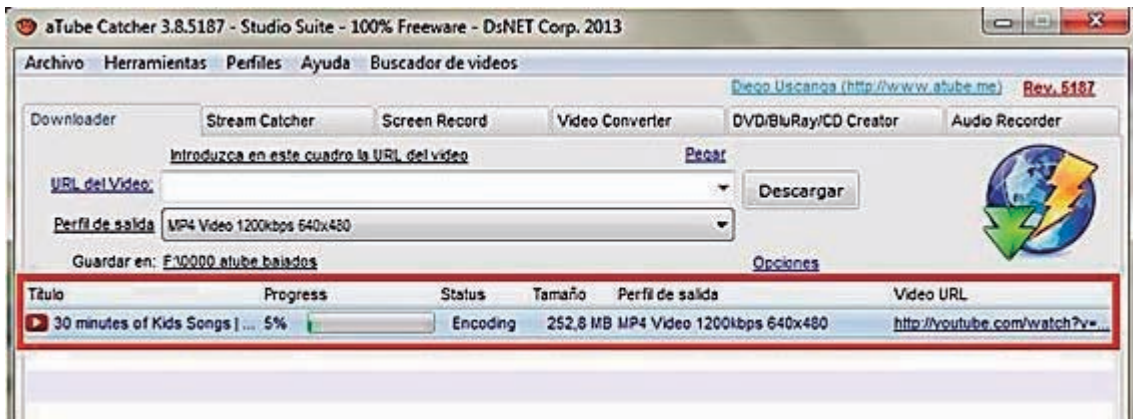 aTube Catcher 3.8.5187 - Studio Suite - 100% Freeware - DsNET Corp. 2013
Archivo Herramientas Perfiles Ayuda Buscador de videos
Diego Uscanga (http://www.atube.me) Rev. 5187
Downloader Stream Catcher Screen Record Video Converter DVD/BluRay/CD Creator Audio Recorder
Introduzca en este cuadro la URL del video Pegar
URL del Video: Descargar
Perfil de salida MP4 Video 1200kbps 640x480
Guardar en: F:\0000 atube bajados Opciones
Título Progress Status Tamaño Perfil de salida Video URL
30 minutes of Kids Songs | ... 5% Encoding 252,8 MB MP4 Video 1200kbps 640x480 http://youtube.com/watch?v=...